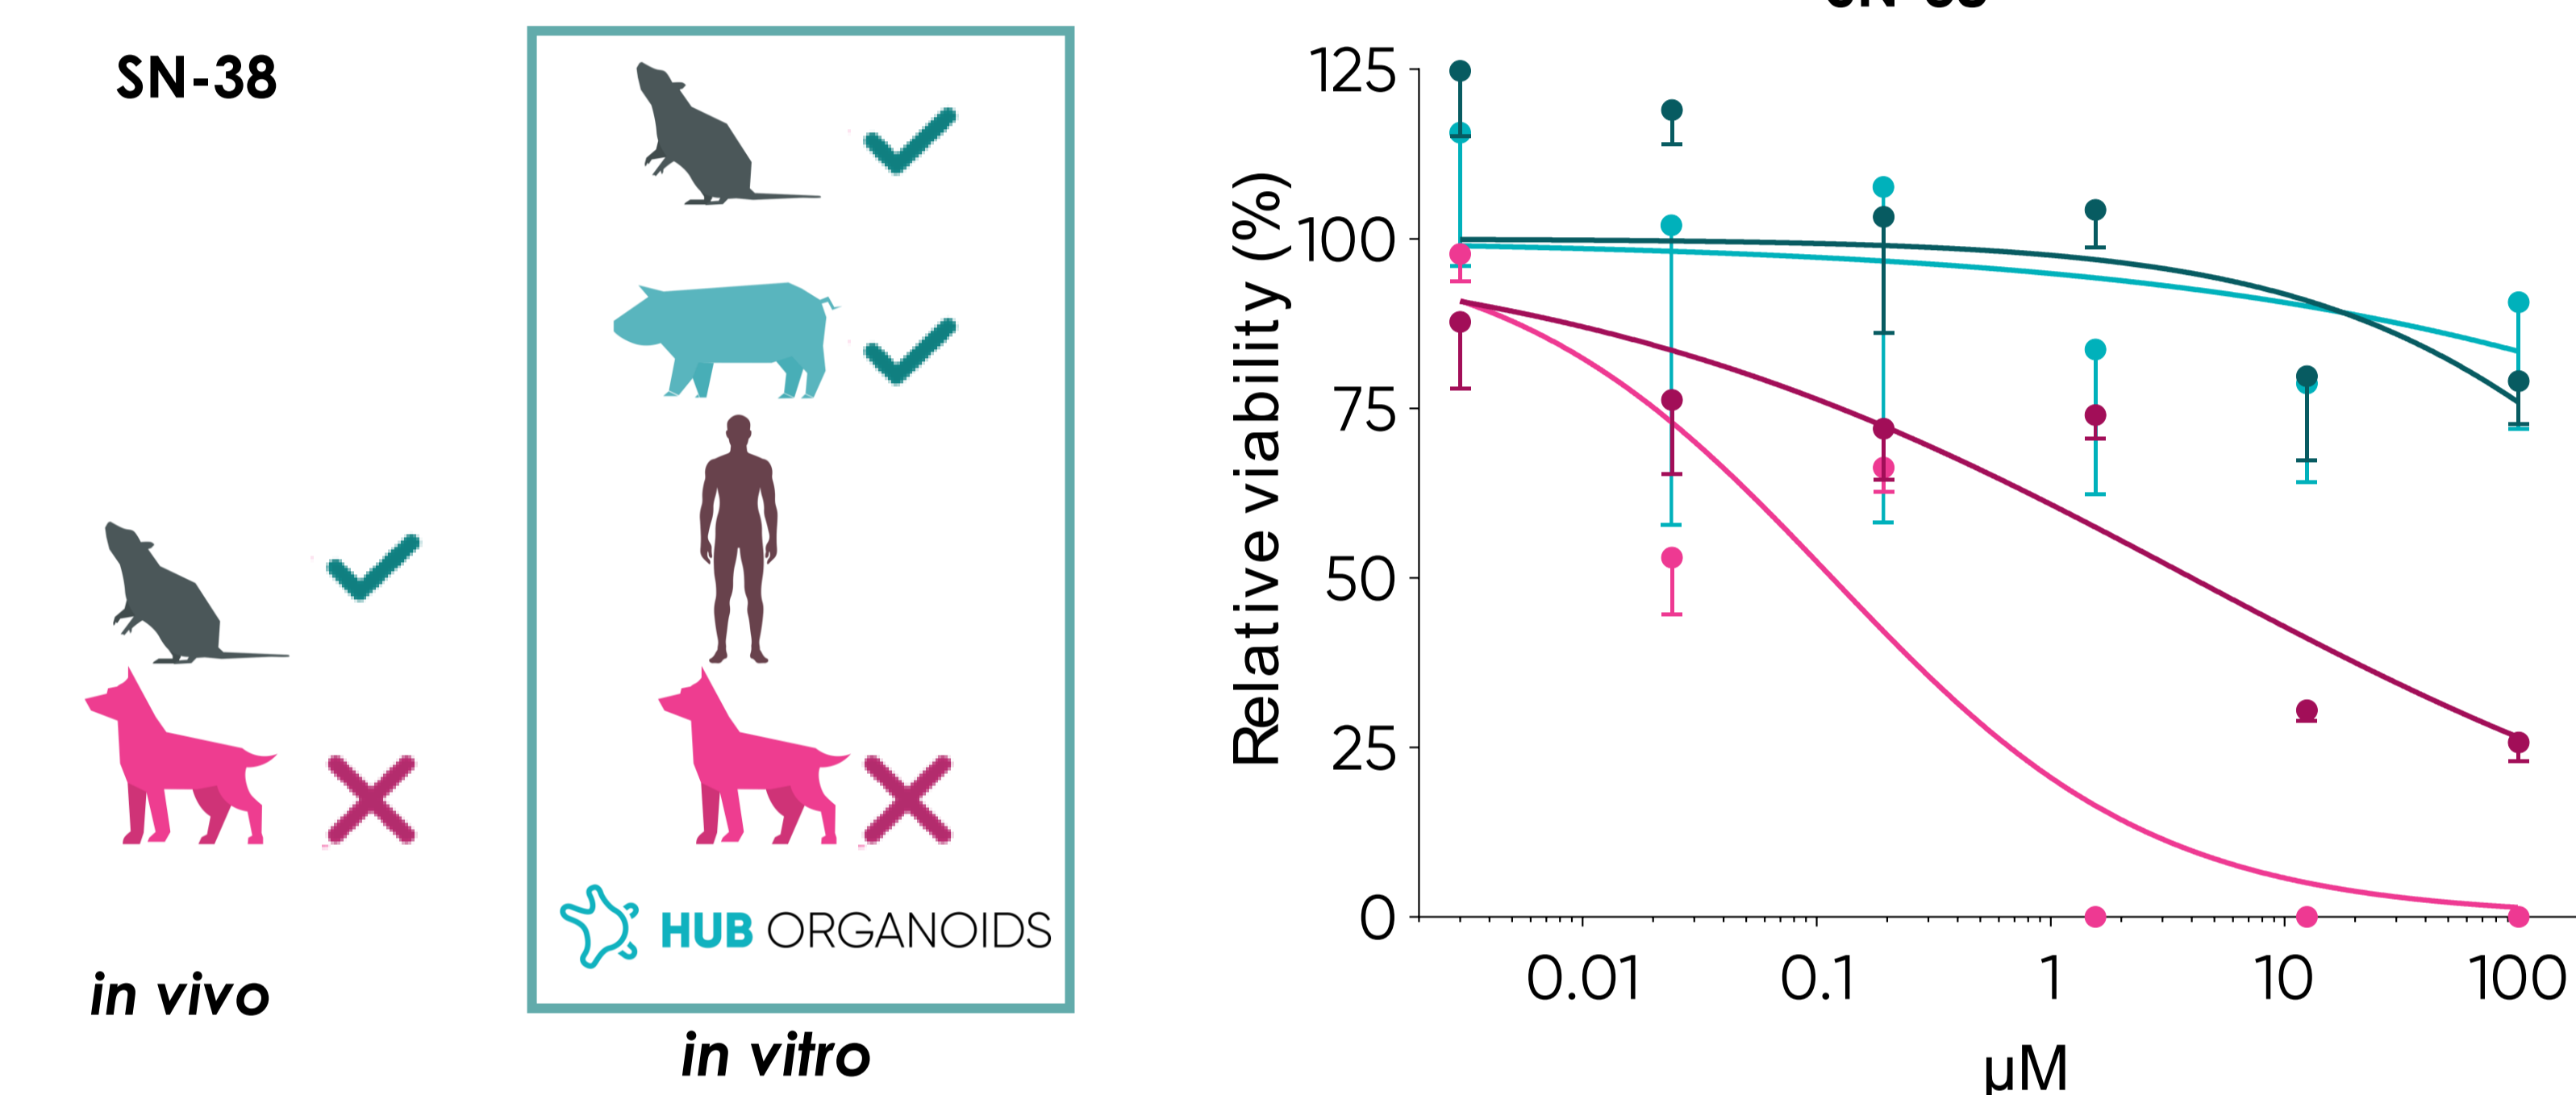 SN-38
HUB ORGANOIDS
in vivo
in vitro
Relative viability (%)
125
100
75
50
25
0
0.01 0.1 1 10 100
µM